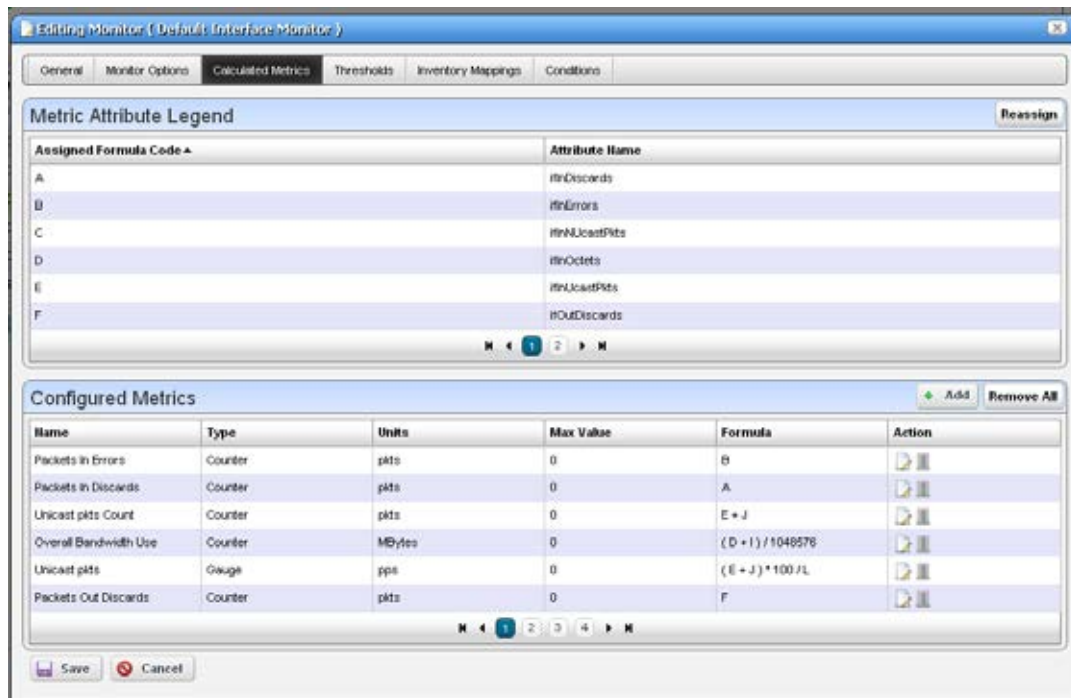 Editing Monitor ( Default Interface Monitor )
General Monitor Options Calculated Metrics Thresholds Inventory Mappings Conditions
Metric Attribute Legend Reassign
Assigned Formula Code Attribute Name
A ifInDiscards
B ifInErrors
C ifInNUcastPkts
D ifInOctets
E ifInUcastPkts
F ifOutDiscards
1 2
Configured Metrics Add Remove All
Name Type Units Max Value Formula Action
Packets In Errors Counter pkts 0 B
Packets In Discards Counter pkts 0 A
Unicast pkts Count Counter pkts 0 E + J
Overall Bandwidth Use Counter MBytes 0 ( D + I ) / 1048576
Unicast pkts Gauge pps 0 ( E + J ) * 100 / L
Packets Out Discards Counter pkts 0 F
1 2 3 4
Save Cancel